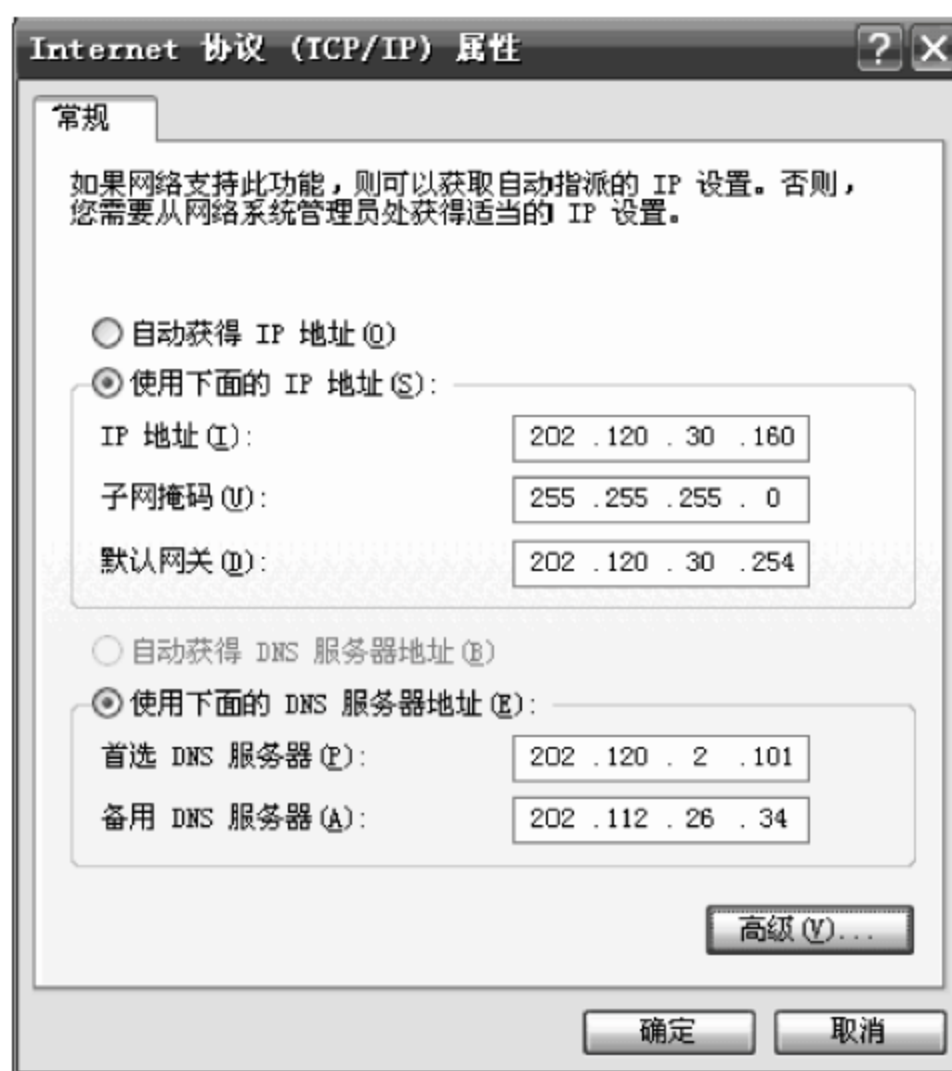 Internet 协议 (TCP/IP) 属性
常规
如果网络支持此功能，则可以获取自动指派的 IP 设置。否则，
您需要从网络系统管理员处获得适当的 IP 设置。
自动获得 IP 地址(O)
使用下面的 IP 地址(S):
IP 地址(I): 202 .120 . 30 .160
子网掩码(U): 255 .255 .255 . 0
默认网关(D): 202 .120 . 30 .254
自动获得 DNS 服务器地址(B)
使用下面的 DNS 服务器地址(E):
首选 DNS 服务器(P): 202 .120 . 2 .101
备用 DNS 服务器(A): 202 .112 . 26 . 34
高级(V)...
确定 取消